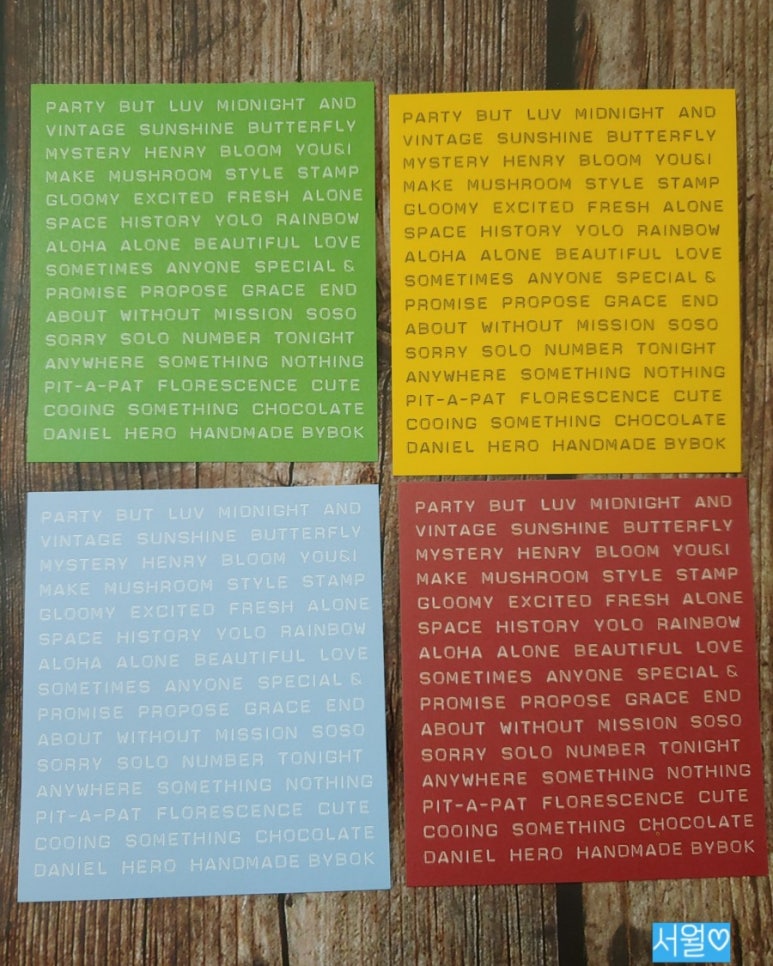 PARTY BUT LUV MIDNIGHT AND
VINTAGE SUNSHINE BUTTERFLY
MYSTERY HENRY BLOOM YOU&I
MAKE MUSHROOM STYLE STAMP
GLOOMY EXCITED FRESH ALONE
SPACE HISTORY YOLO RAINBOW
ALOHA ALONE BEAUTIFUL LOVE
SOMETIMES ANYONE SPECIAL &
PROMISE PROPOSE GRACE END
ABOUT WITHOUT MISSION SOSO
SORRY SOLO NUMBER TONIGHT
ANYWHERE SOMETHING NOTHING
PIT-A-PAT FLORESCENCE CUTE
COOING SOMETHING CHOCOLATE
DANIEL HERO HANDMADE BYBOK
PARTY BUT LUV MIDNIGHT AND
VINTAGE SUNSHINE BUTTERFLY
MYSTERY HENRY BLOOM YOU&I
MAKE MUSHROOM STYLE STAMP
GLOOMY EXCITED FRESH ALONE
SPACE HISTORY YOLO RAINBOW
ALOHA ALONE BEAUTIFUL LOVE
SOMETIMES ANYONE SPECIAL &
PROMISE PROPOSE GRACE END
ABOUT WITHOUT MISSION SOSO
SORRY SOLO NUMBER TONIGHT
ANYWHERE SOMETHING NOTHING
PIT-A-PAT FLORESCENCE CUTE
COOING SOMETHING CHOCOLATE
DANIEL HERO HANDMADE BYBOK
PARTY BUT LUV MIDNIGHT AND
VINTAGE SUNSHINE BUTTERFLY
MYSTERY HENRY BLOOM YOU&I
MAKE MUSHROOM STYLE STAMP
GLOOMY EXCITED FRESH ALONE
SPACE HISTORY YOLO RAINBOW
ALOHA ALONE BEAUTIFUL LOVE
SOMETIMES ANYONE SPECIAL &
PROMISE PROPOSE GRACE END
ABOUT WITHOUT MISSION SOSO
SORRY SOLO NUMBER TONIGHT
ANYWHERE SOMETHING NOTHING
PIT-A-PAT FLORESCENCE CUTE
COOING SOMETHING CHOCOLATE
DANIEL HERO HANDMADE BYBOK
PARTY BUT LUV MIDNIGHT AND
VINTAGE SUNSHINE BUTTERFLY
MYSTERY HENRY BLOOM YOU&I
MAKE MUSHROOM STYLE STAMP
GLOOMY EXCITED FRESH ALONE
SPACE HISTORY YOLO RAINBOW
ALOHA ALONE BEAUTIFUL LOVE
SOMETIMES ANYONE SPECIAL &
PROMISE PROPOSE GRACE END
ABOUT WITHOUT MISSION SOSO
SORRY SOLO NUMBER TONIGHT
ANYWHERE SOMETHING NOTHING
PIT-A-PAT FLORESCENCE CUTE
COOING SOMETHING CHOCOLATE
DANIEL HERO HANDMADE BYBOK
서월♡